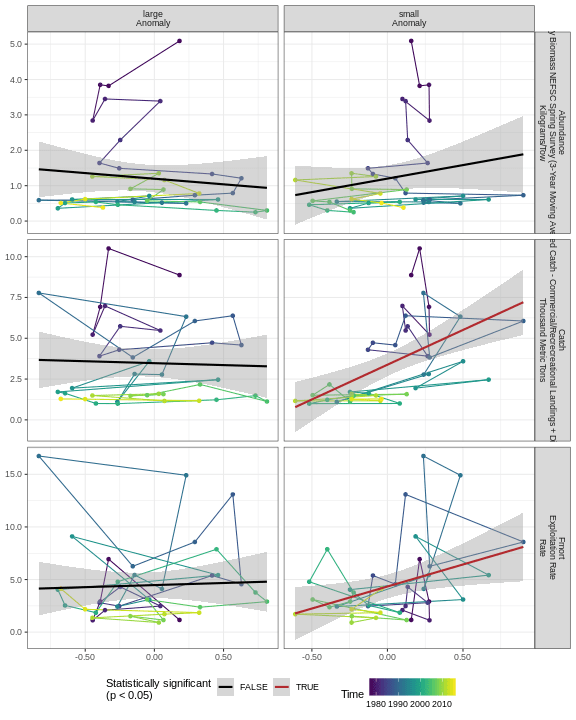 large
Anomaly
small
Anomaly
5.0
4.0
3.0
2.0
1.0
0.0
Abundance
Biomass NEFSC Spring Survey (3-Year Moving
Kilograms/tow
10.0
7.5
5.0
2.5
0.0
Catch
Catch - Commercial/Recreational Landings +
Thousand Metric Tons
15.0
10.0
5.0
0.0
Fmort
Exploitation Rate
Rate
-0.50 0.00 0.50
-0.50 0.00 0.50
Statistically significant
(p < 0.05)
FALSE
TRUE
Time
1980 1990 2000 2010